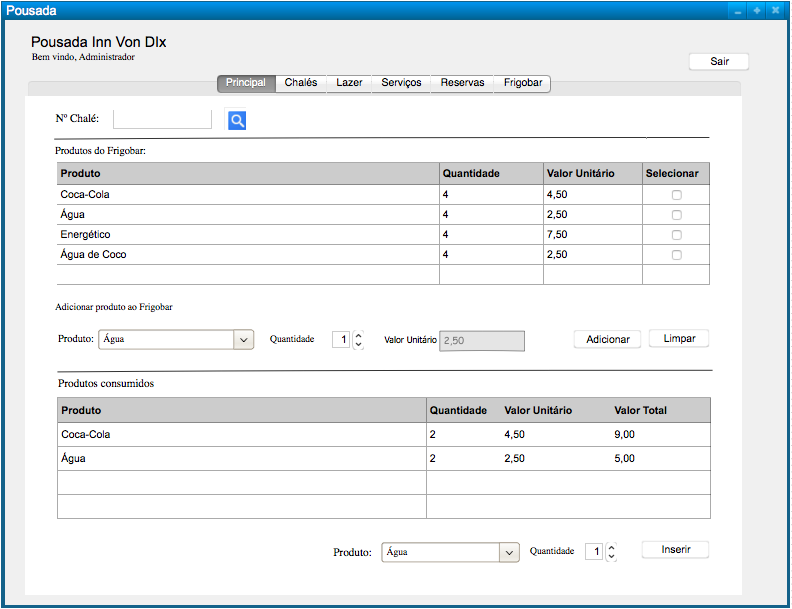 Pousada
Pousada Inn Von DIx
Bem vindo, Administrador
Sair
Principal Chalés Lazer Serviços Reservas Frigobar
Nº Chalé:
Produtos do Frigobar:
Produto Quantidade Valor Unitário Selecionar
Coca-Cola 4 4,50
Água 4 2,50
Energético 4 7,50
Água de Coco 4 2,50
Adicionar produto ao Frigobar
Produto: Água Quantidade 1 Valor Unitário 2,50 Adicionar Limpar
Produtos consumidos
Produto Quantidade Valor Unitário Valor Total
Coca-Cola 2 4,50 9,00
Água 2 2,50 5,00
Produto: Água Quantidade 1 Inserir